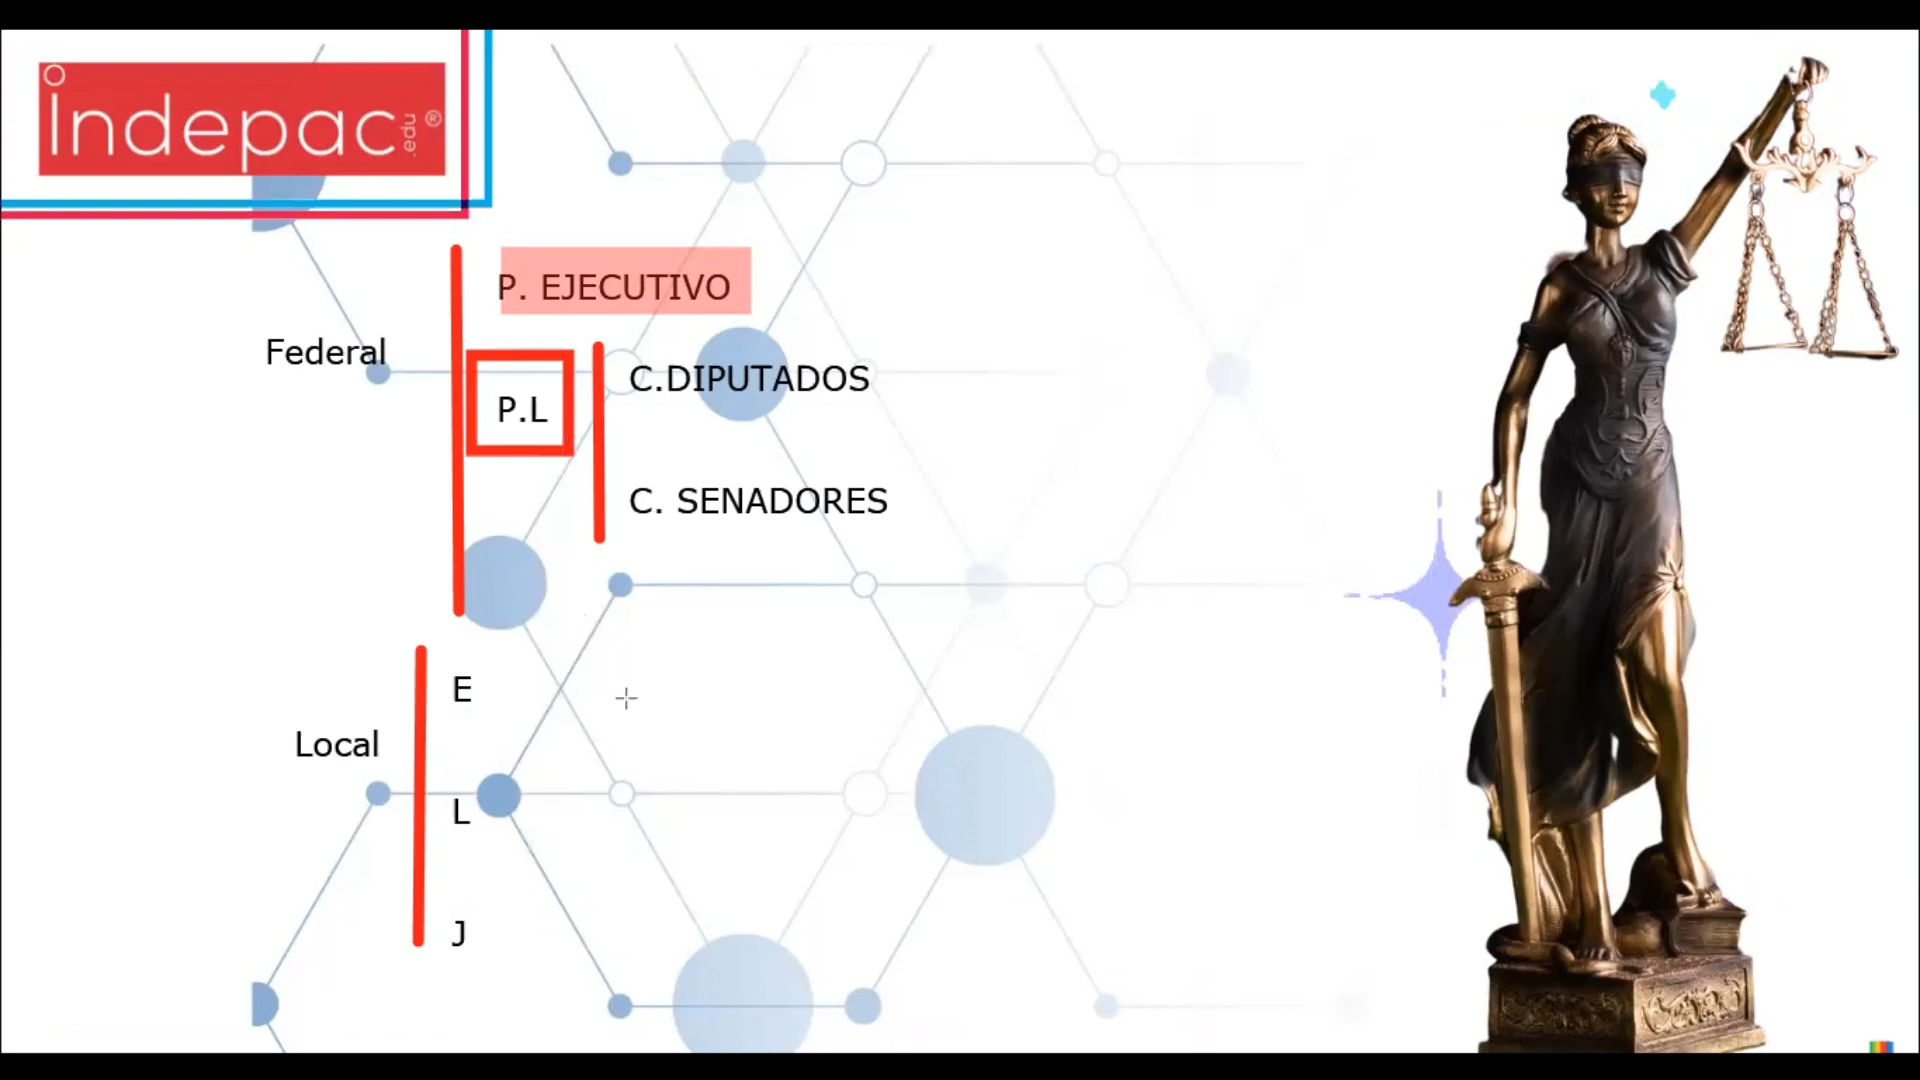 indepac.edu®
P. EJECUTIVO
Federal
C.DIPUTADOS
P.L
C. SENADORES
E
Local
L
J